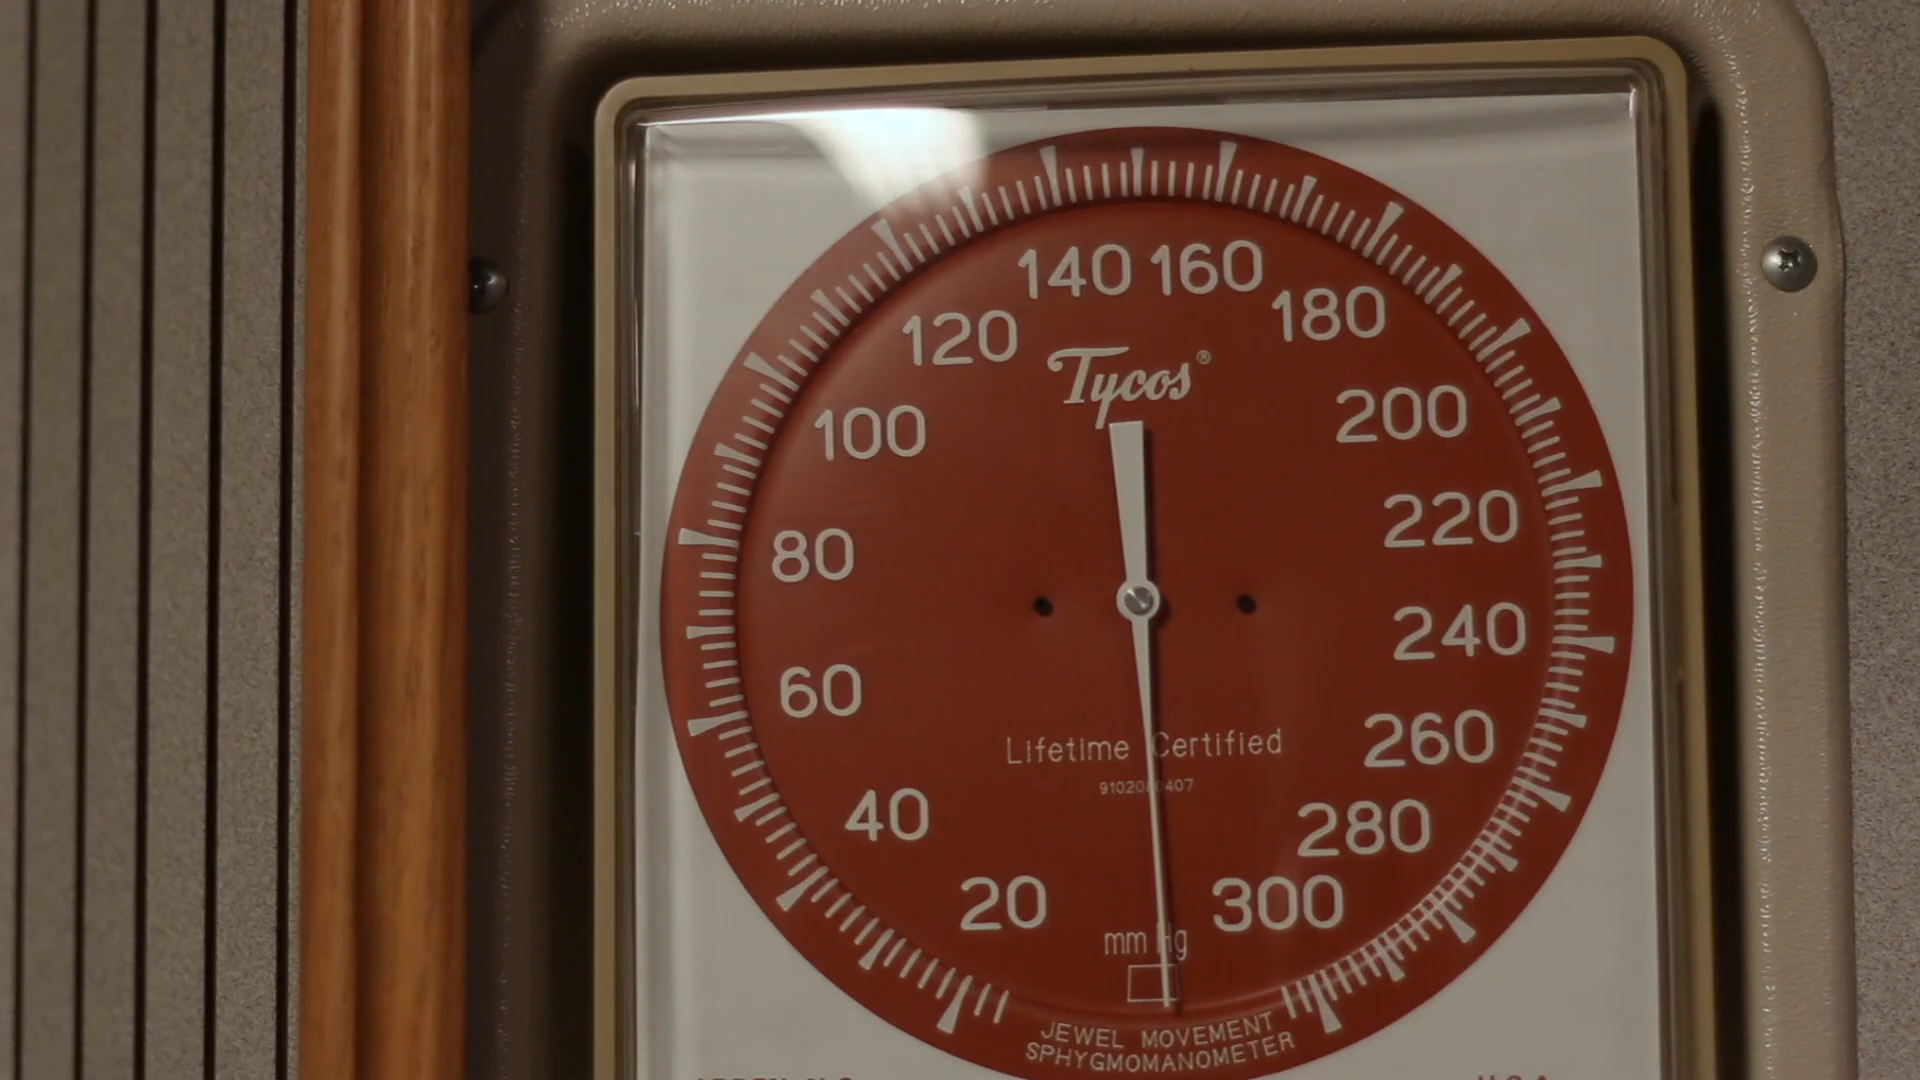 140 160
120 180
Tycos®
100 200
80 220
60 240
Lifetime Certified
260
40 280
20 300
mm Hg
JEWEL MOVEMENT
SPHYGMOMANOMETER